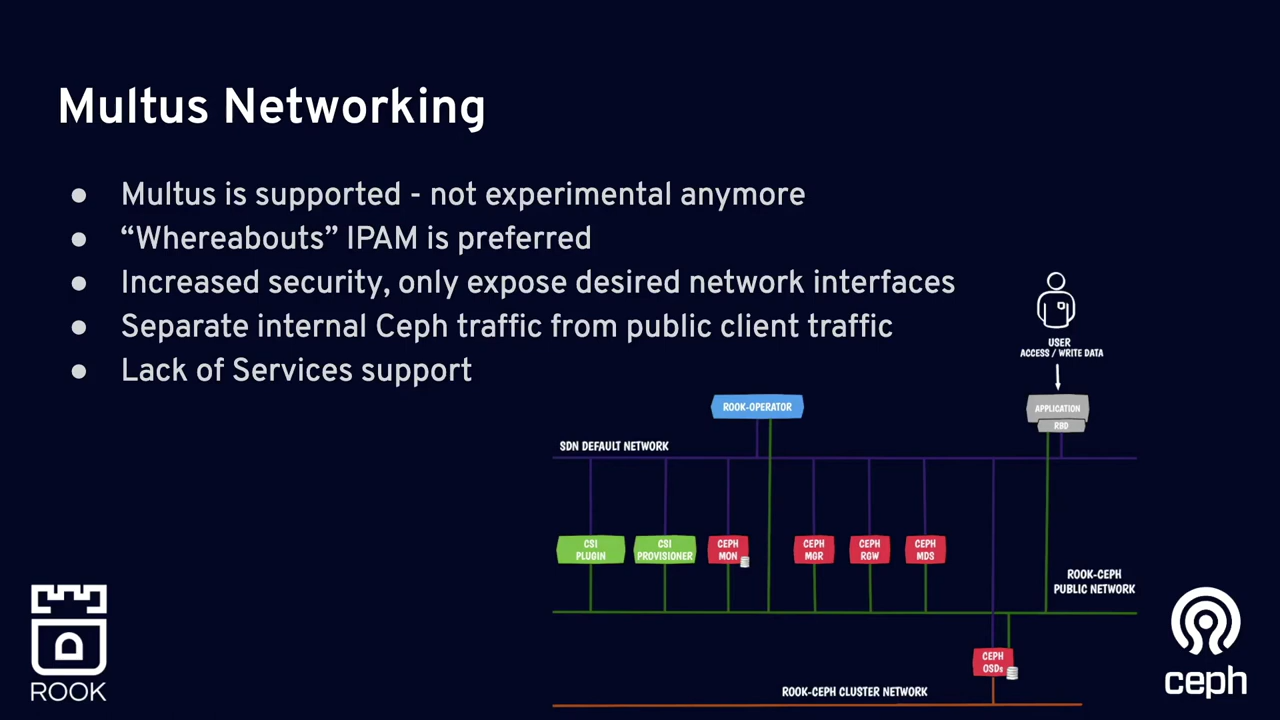 Multus Networking
● Multus is supported - not experimental anymore
● “Whereabouts” IPAM is preferred
● Increased security, only expose desired network interfaces
● Separate internal Ceph traffic from public client traffic
● Lack of Services support
USER
ACCESS / WRITE DATA
ROOK-OPERATOR
APPLICATION
RBD
SDN DEFAULT NETWORK
CSI
PLUGIN
CSI
PROVISIONER
CEPH
MON
CEPH
MGR
CEPH
RGW
CEPH
MDS
ROOK-CEPH
PUBLIC NETWORK
CEPH
OSDs
ROOK-CEPH CLUSTER NETWORK
ROOK
ceph